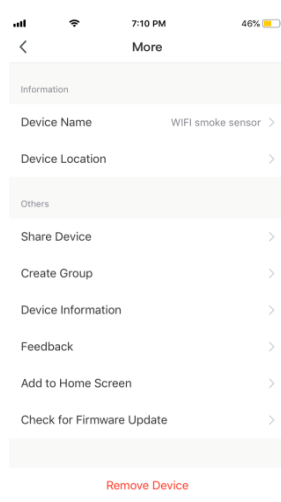 7:10 PM 46%
More
Information
Device Name WIFI smoke sensor
Device Location
Others
Share Device
Create Group
Device Information
Feedback
Add to Home Screen
Check for Firmware Update
Remove Device